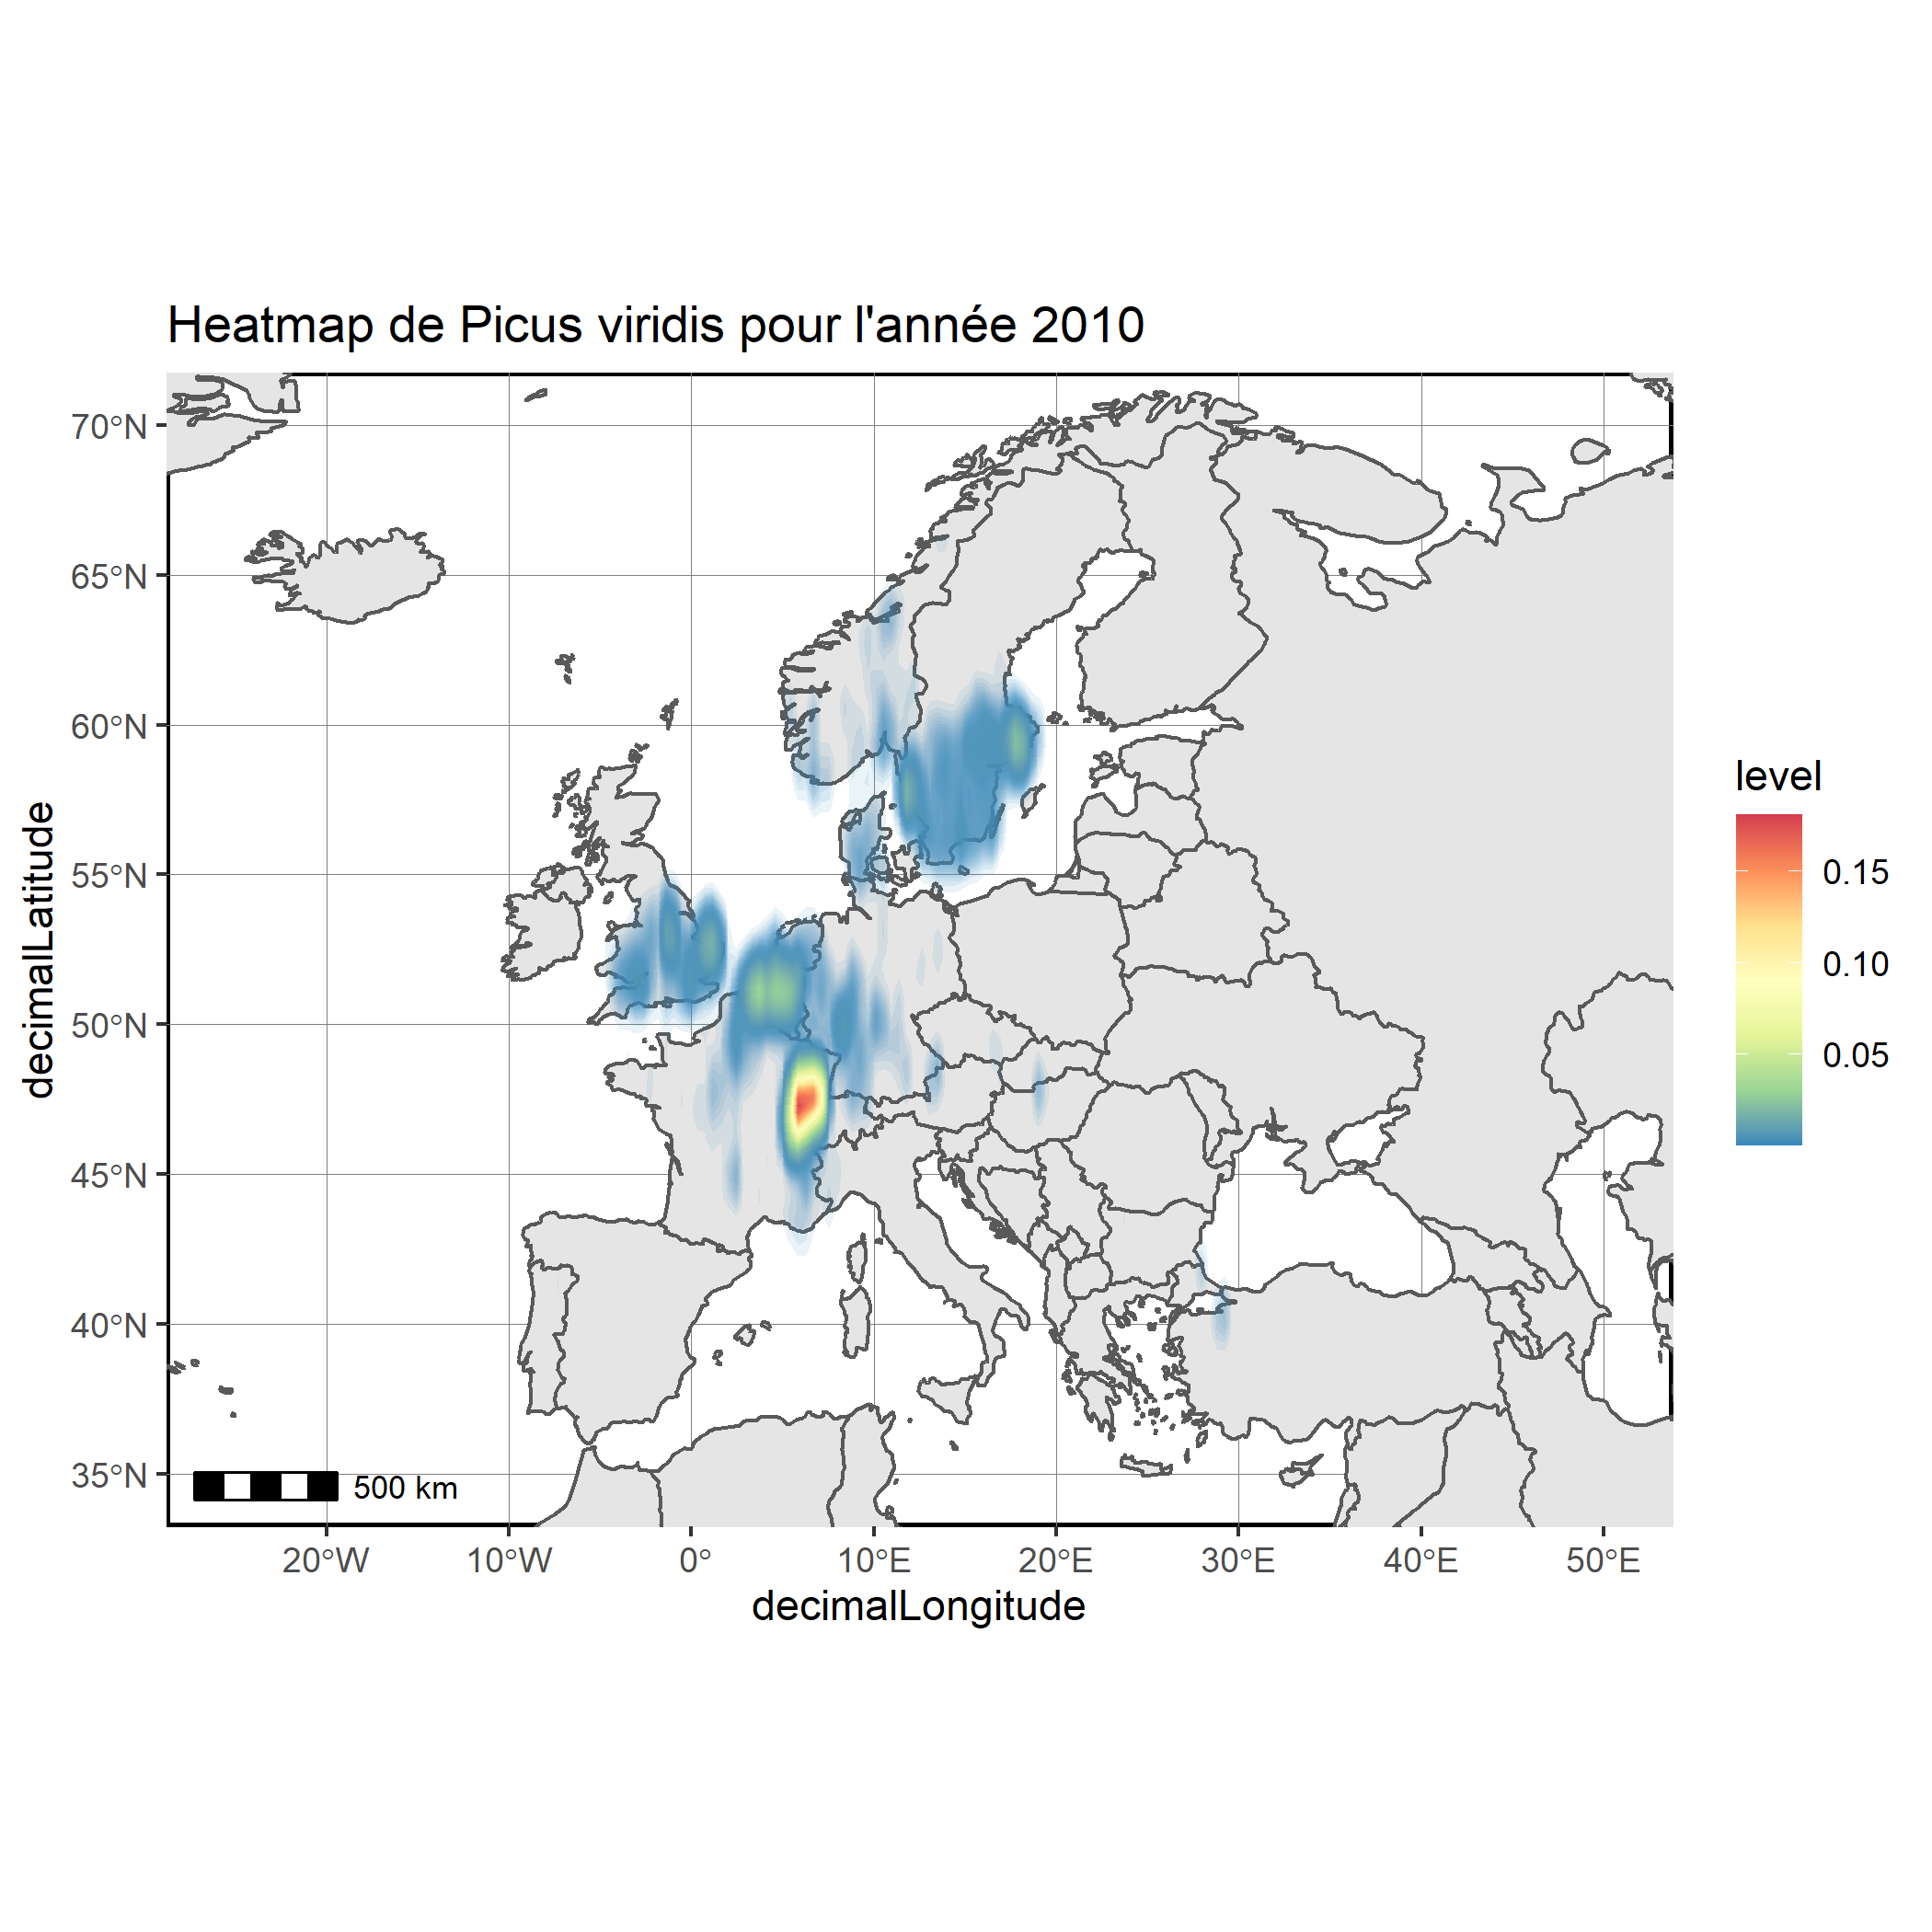 Heatmap de Picus viridis pour l'année 2010
70°N
65°N
60°N
55°N
50°N
45°N
40°N
35°N
decimalLatitude
500 km
20°W
10°W
0°
10°E
20°E
30°E
40°E
50°E
decimalLongitude
level
0.15
0.10
0.05